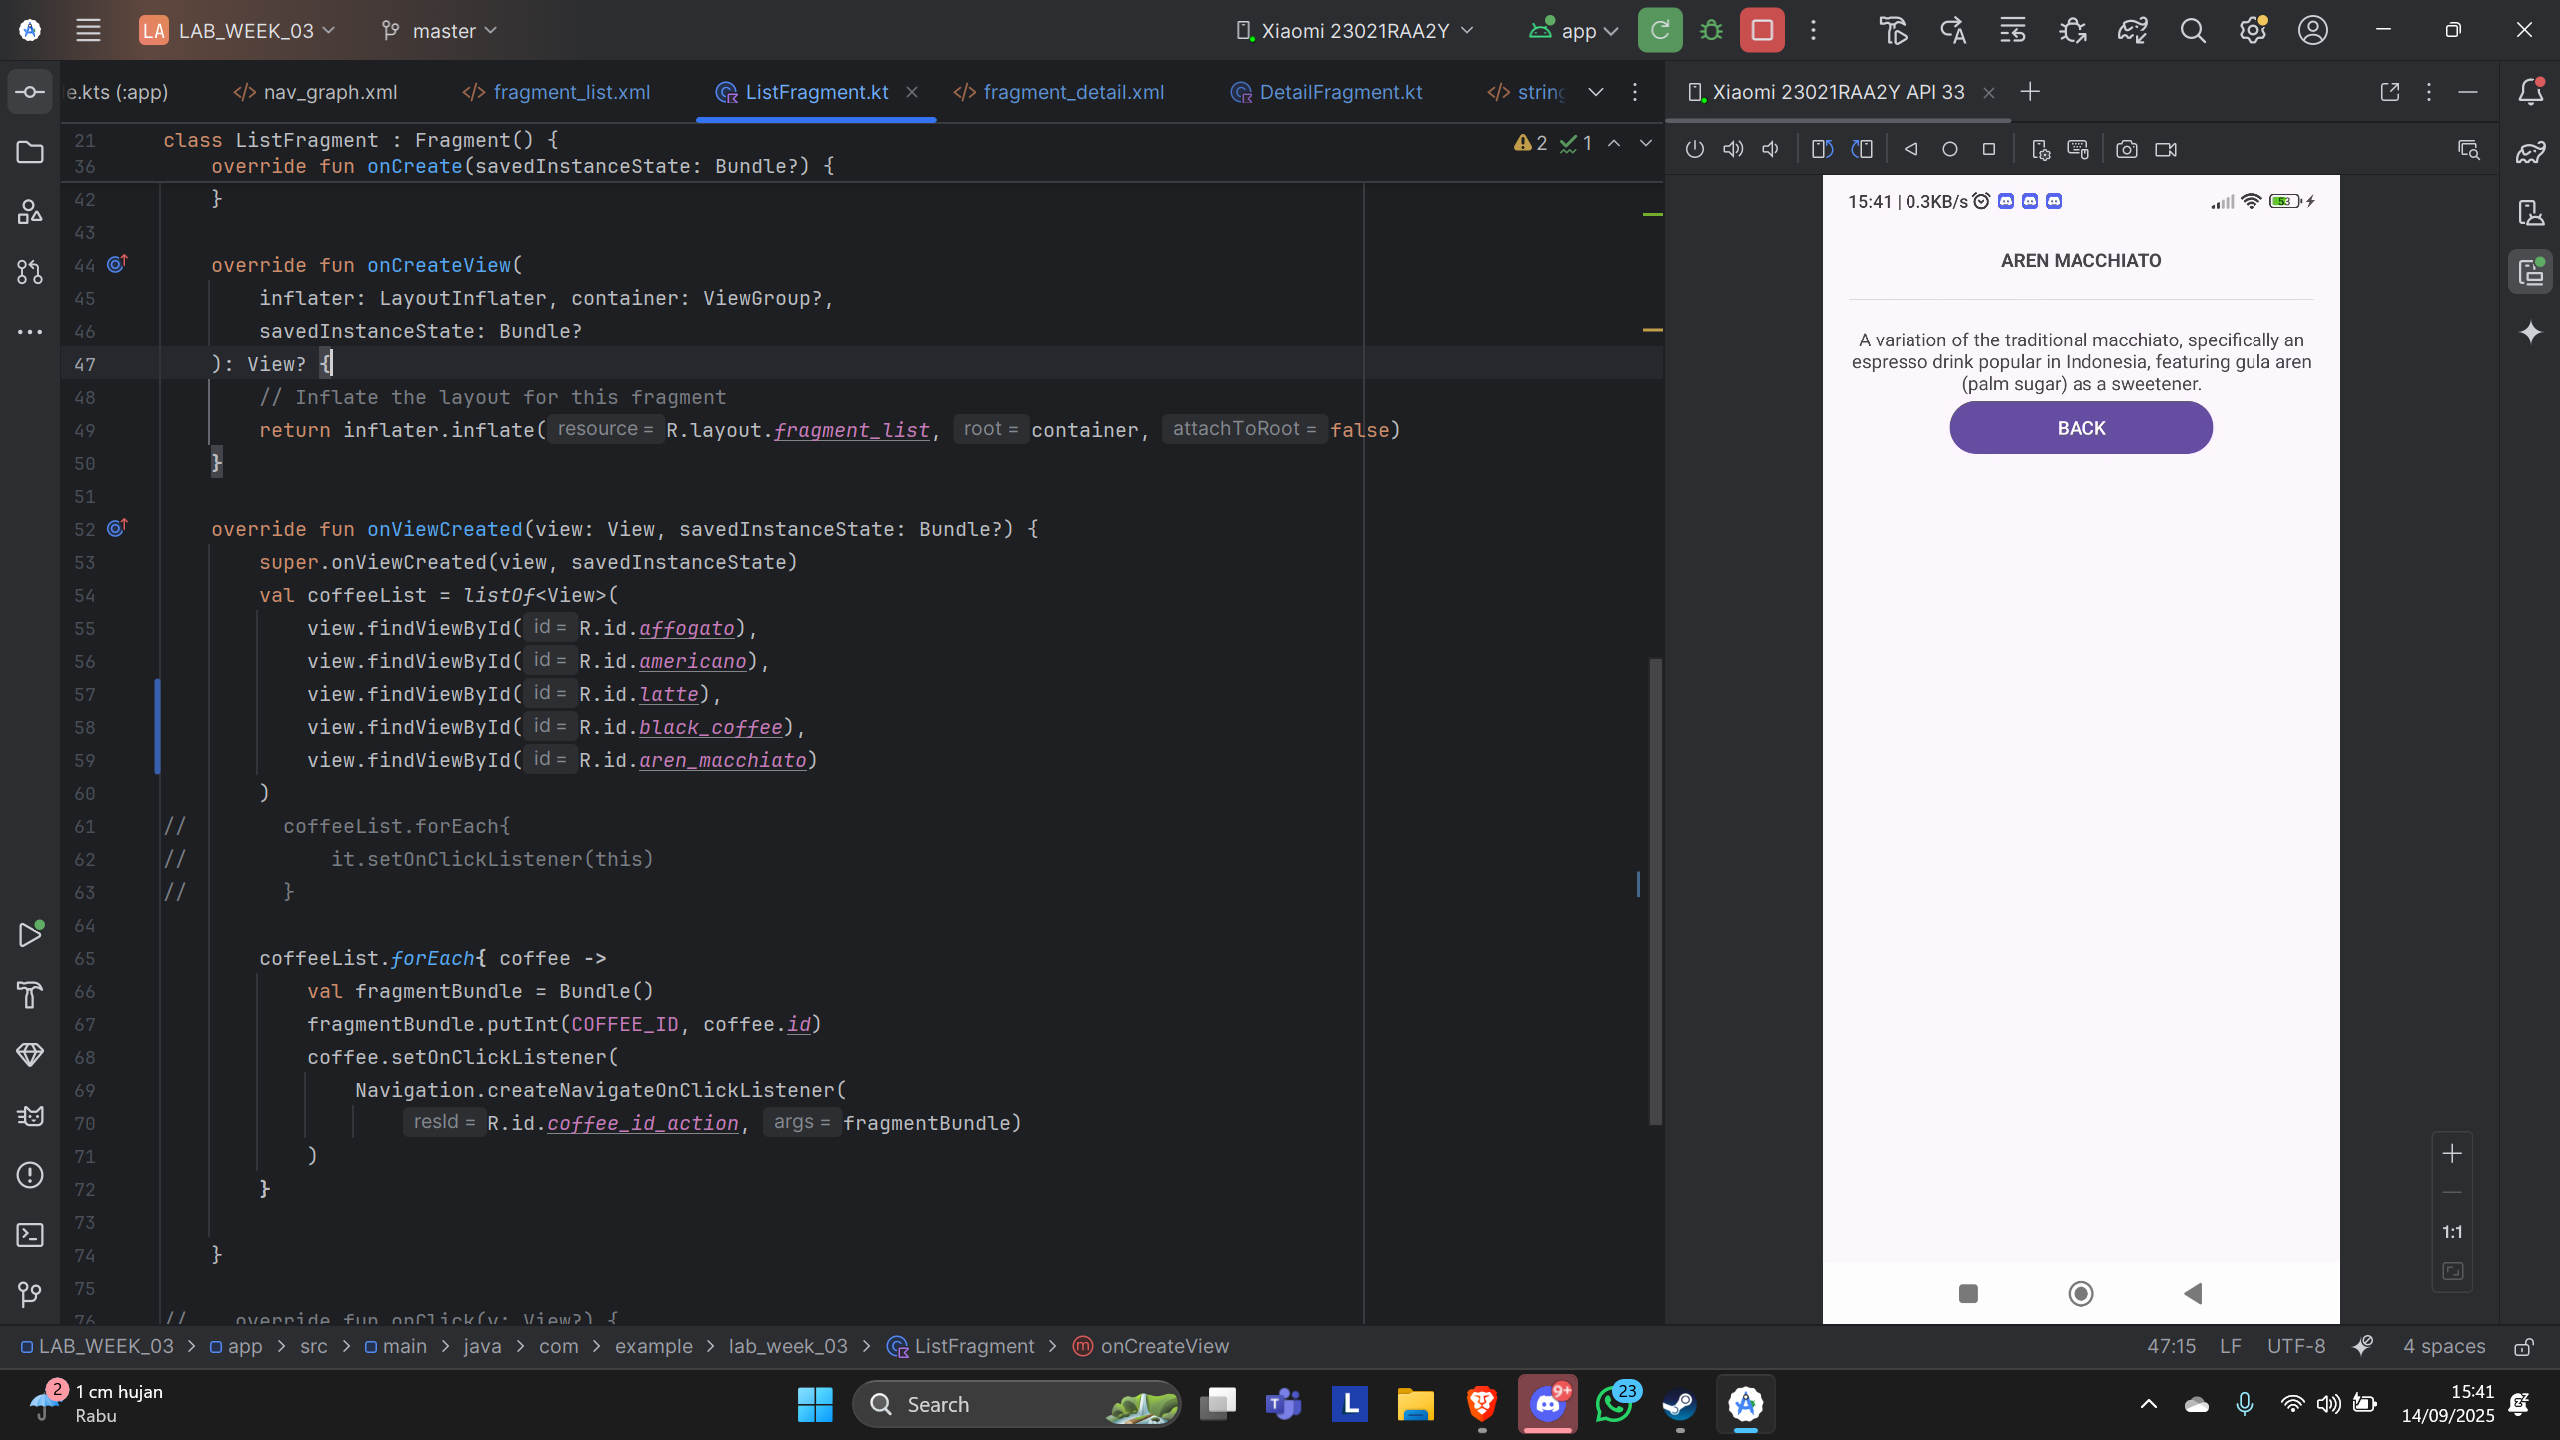 LA LAB_WEEK_03
master
Xiaomi 23021RAA2Y
app
e.kts (:app)
nav_graph.xml
fragment_list.xml
ListFragment.kt
fragment_detail.xml
DetailFragment.kt
string
Xiaomi 23021RAA2Y API 33
2 1
21 class ListFragment : Fragment() {
36 override fun onCreate(savedInstanceState: Bundle?) {
42 }
43
44 override fun onCreateView(
45 inflater: LayoutInflater, container: ViewGroup?,
46 savedInstanceState: Bundle?
47 ): View? {
48 // Inflate the layout for this fragment
49 return inflater.inflate( resource = R.layout.fragment_list, root = container, attachToRoot = false)
50 }
51
52 override fun onViewCreated(view: View, savedInstanceState: Bundle?) {
53 super.onViewCreated(view, savedInstanceState)
54 val coffeeList = listOf<View>(
55 view.findViewById( id = R.id.affogato),
56 view.findViewById( id = R.id.americano),
57 view.findViewById( id = R.id.latte),
58 view.findViewById( id = R.id.black_coffee),
59 view.findViewById( id = R.id.aren_macchiato)
60 )
61 // coffeeList.forEach{
62 // it.setOnClickListener(this)
63 // }
64
65 coffeeList.forEach{ coffee ->
66 val fragmentBundle = Bundle()
67 fragmentBundle.putInt(COFFEE_ID, coffee.id)
68 coffee.setOnClickListener(
69 Navigation.createNavigateOnClickListener(
70 resId = R.id.coffee_id_action, args = fragmentBundle)
71 )
72 }
73
74 }
75
76 // override fun onClick(v: View?) {
15:41 | 0.3KB/s
53
AREN MACCHIATO
A variation of the traditional macchiato, specifically an
espresso drink popular in Indonesia, featuring gula aren
(palm sugar) as a sweetener.
BACK
1:1
LAB_WEEK_03 > app > src > main > java > com > example > lab_week_03 > ListFragment > m onCreateView
47:15 LF UTF-8 4 spaces
2
1 cm hujan
Rabu
Search
L
9+
23
15:41
14/09/2025